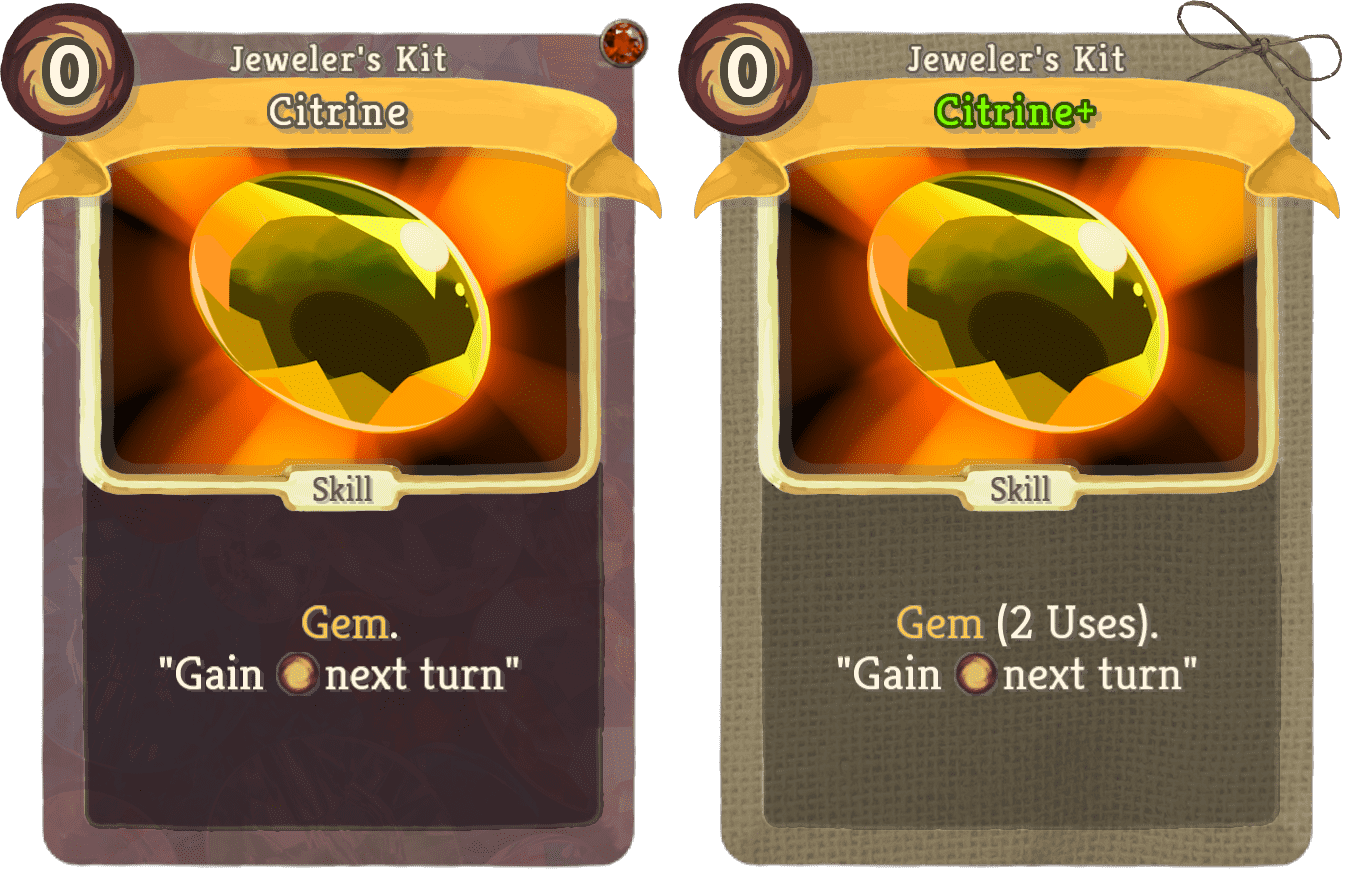 0
Jeweler's Kit
Citrine
Skill
Gem.
"Gain next turn"
0
Jeweler's Kit
Citrine+
Skill
Gem (2 Uses).
"Gain next turn"